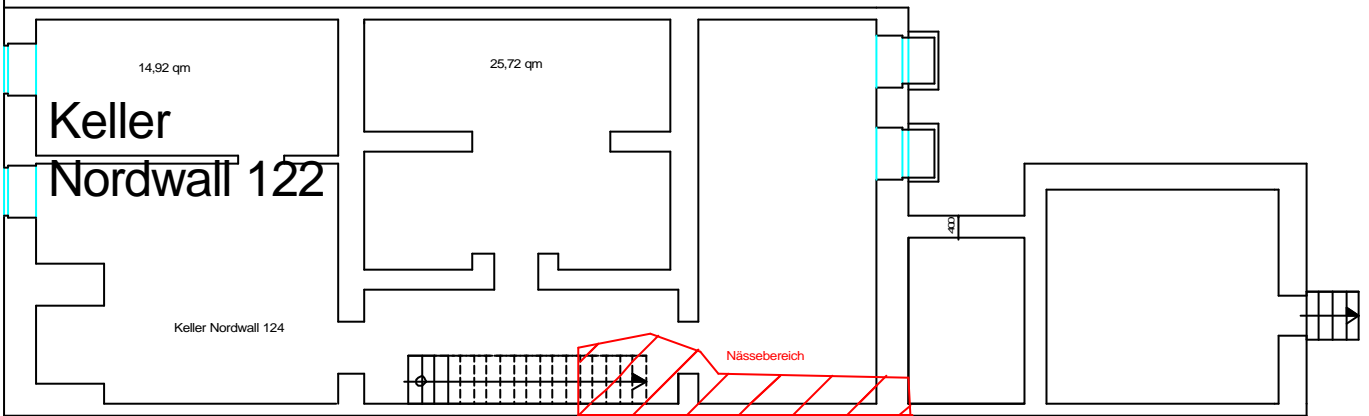 14,92 qm
25,72 qm
Keller
Nordwall 122
400
Keller Nordwall 124
Nässebereich